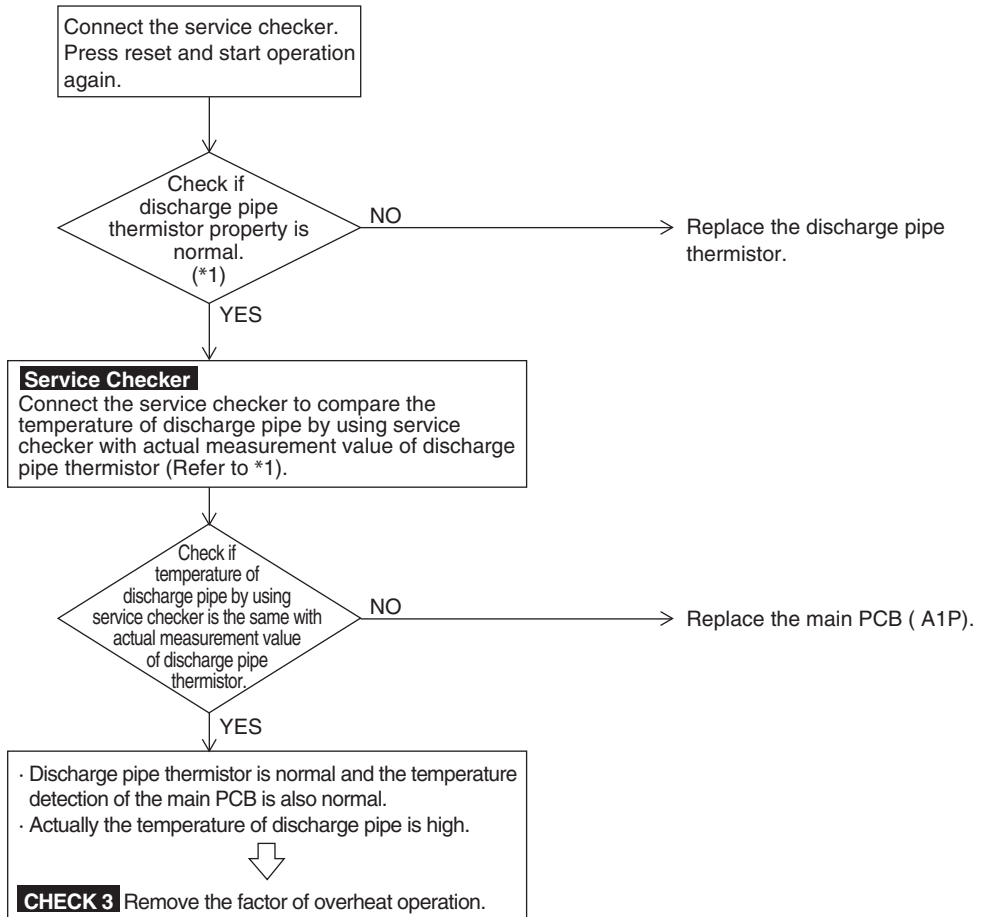 Connect the service checker.
Press reset and start operation
again.
Check if
discharge pipe
thermistor property is
normal.
(*1)
NO
Replace the discharge pipe
thermistor.
YES
Service Checker
Connect the service checker to compare the
temperature of discharge pipe by using service
checker with actual measurement value of discharge
pipe thermistor (Refer to *1).
Check if
temperature of
discharge pipe by using
service checker is the same with
actual measurement value
of discharge pipe
thermistor.
NO
Replace the main PCB ( A1P).
YES
· Discharge pipe thermistor is normal and the temperature
detection of the main PCB is also normal.
· Actually the temperature of discharge pipe is high.
CHECK 3 Remove the factor of overheat operation.